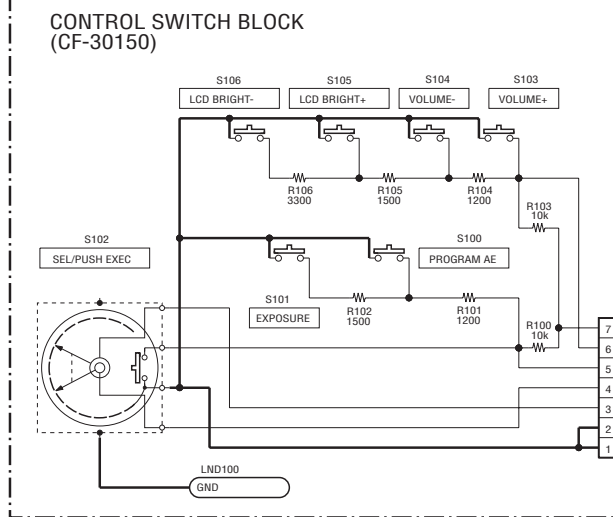 CONTROL SWITCH BLOCK
(CF-30150)
S106
S105
S104
S103
LCD BRIGHT-
LCD BRIGHT+
VOLUME-
VOLUME+
R106
3300
R105
1500
R104
1200
R103
10k
S102
SEL/PUSH EXEC
S100
PROGRAM AE
S101
EXPOSURE
R102
1500
R101
1200
R100
10k
7
6
5
4
3
2
1
LND100
GND